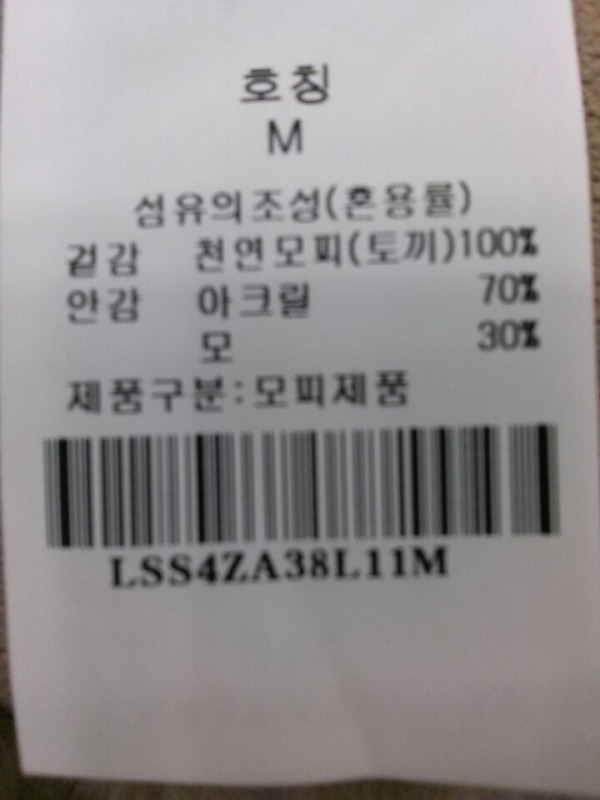 호칭
M
섬유의조성(혼용률)
겉감 천연모피(토끼)100%
안감 아크릴 70%
모 30%
제품구분:모피제품
LSS4ZA38L11M